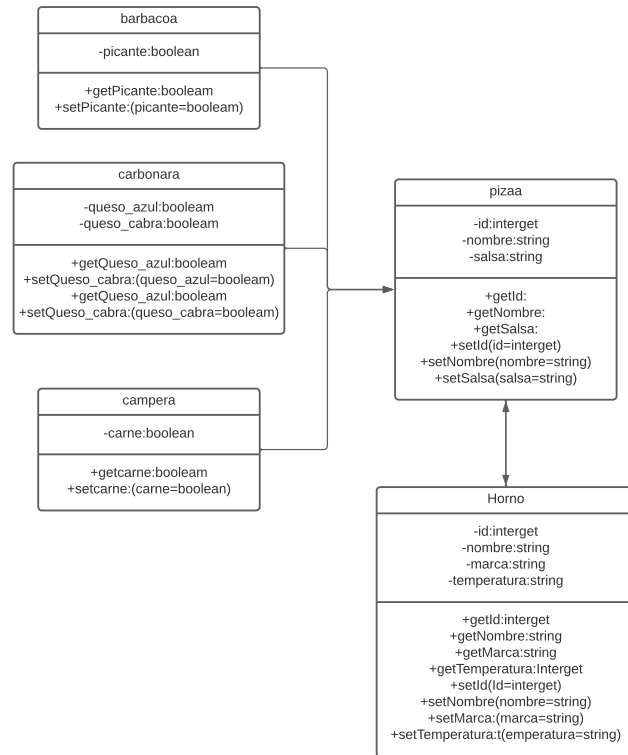 barbacoa
-picante:boolean
+getPicante:booleam
+setPicante:(picante=booleam)
carbonara
-queso_azul:booleam
-queso_cabra:booleam
+getQueso_azul:booleam
+setQueso_cabra:(queso_azul=booleam)
+getQueso_azul:booleam
+setQueso_cabra:(queso_cabra=booleam)
campera
-carne:boolean
+getcarne:booleam
+setcarne:(carne=boolean)
pizaa
-id:interget
-nombre:string
-salsa:string
+getId:
+getNombre:
+getSalsa:
+setId(id=interget)
+setNombre(nombre=string)
+setSalsa(salsa=string)
Horno
-id:interget
-nombre:string
-marca:string
-temperatura:string
+getId:interget
+getNombre:string
+getMarca:string
+getTemperatura:Interget
+setId(Id=interget)
+setNombre(nombre=string)
+setMarca:(marca=string)
+setTemperatura:t(emperatura=string)